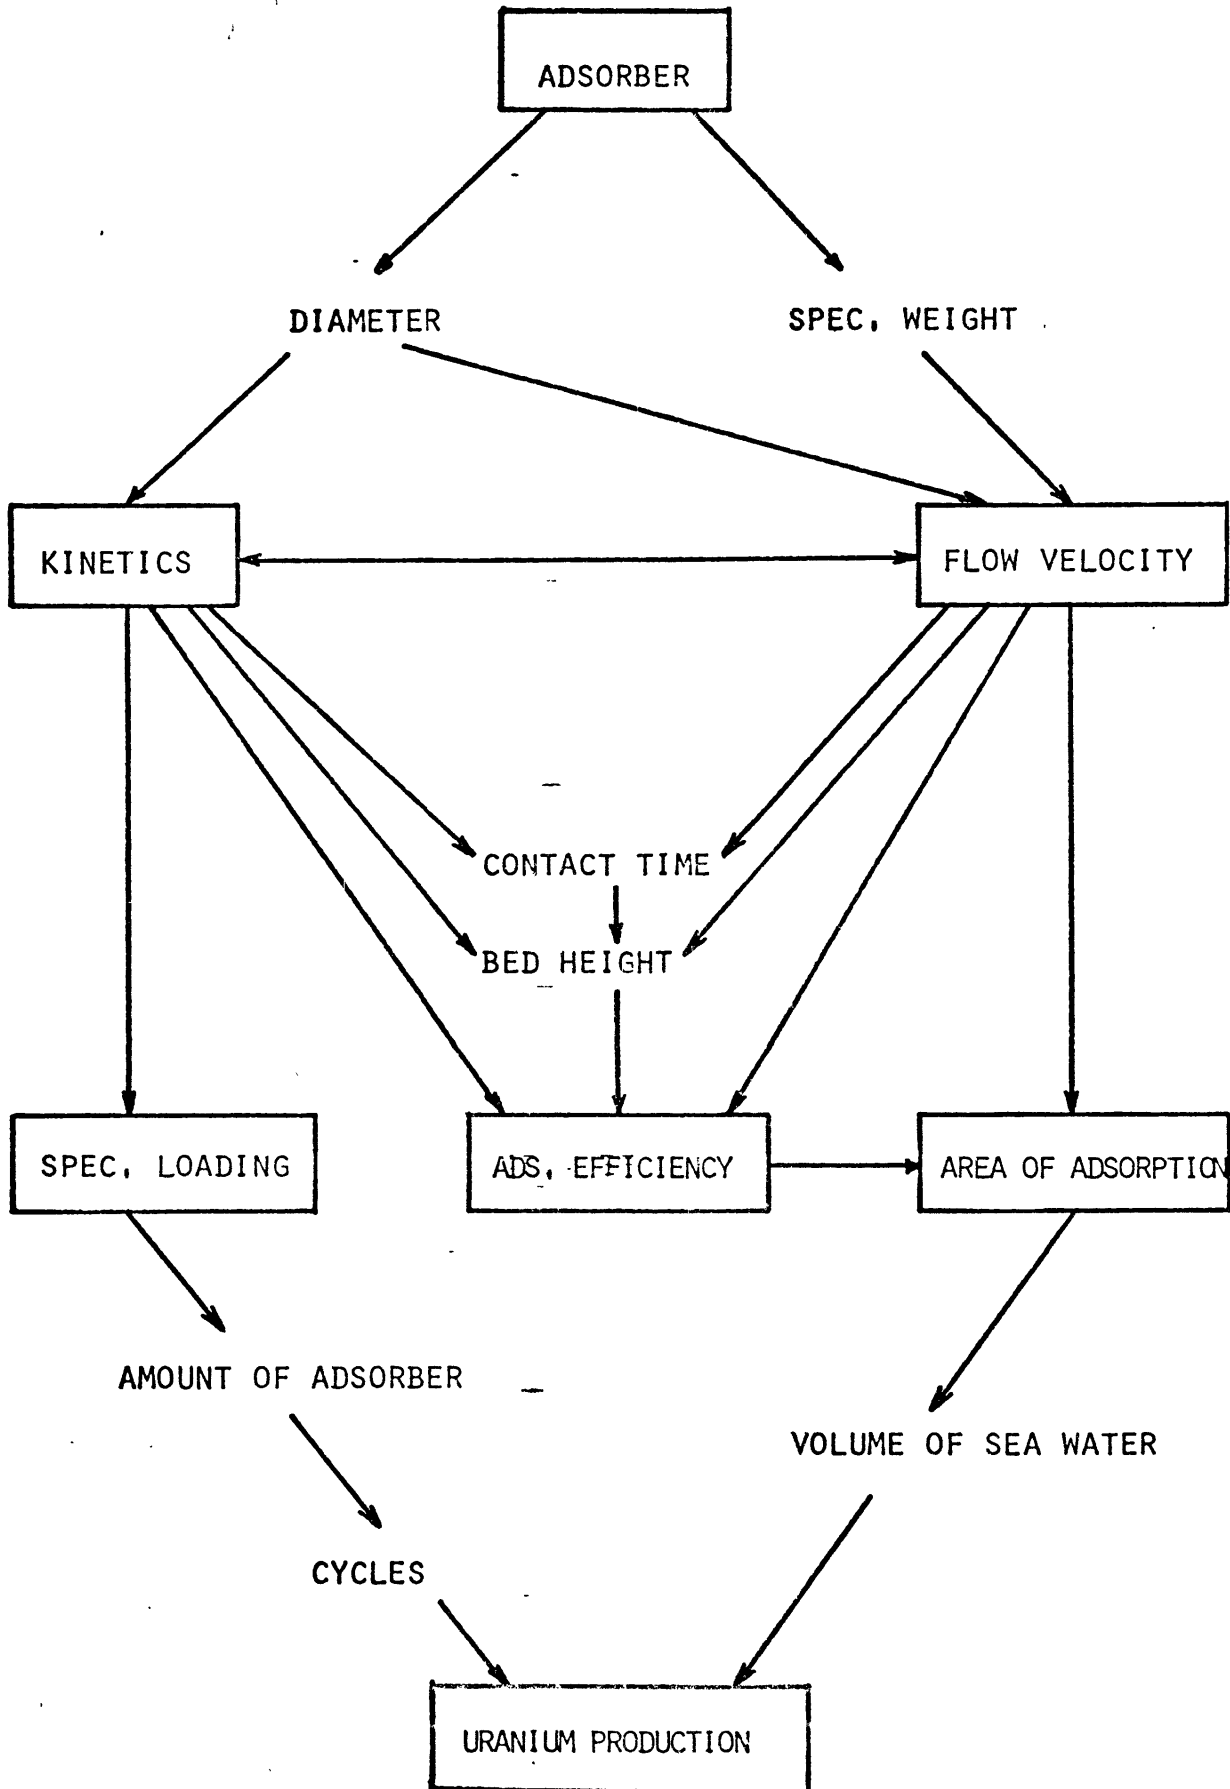 ADSORBER
DIAMETER
SPEC. WEIGHT
KINETICS
FLOW VELOCITY
CONTACT TIME
BED HEIGHT
SPEC. LOADING
ADS. EFFICIENCY
AREA OF ADSORPTION
AMOUNT OF ADSORBER
VOLUME OF SEA WATER
CYCLES
URANIUM PRODUCTION